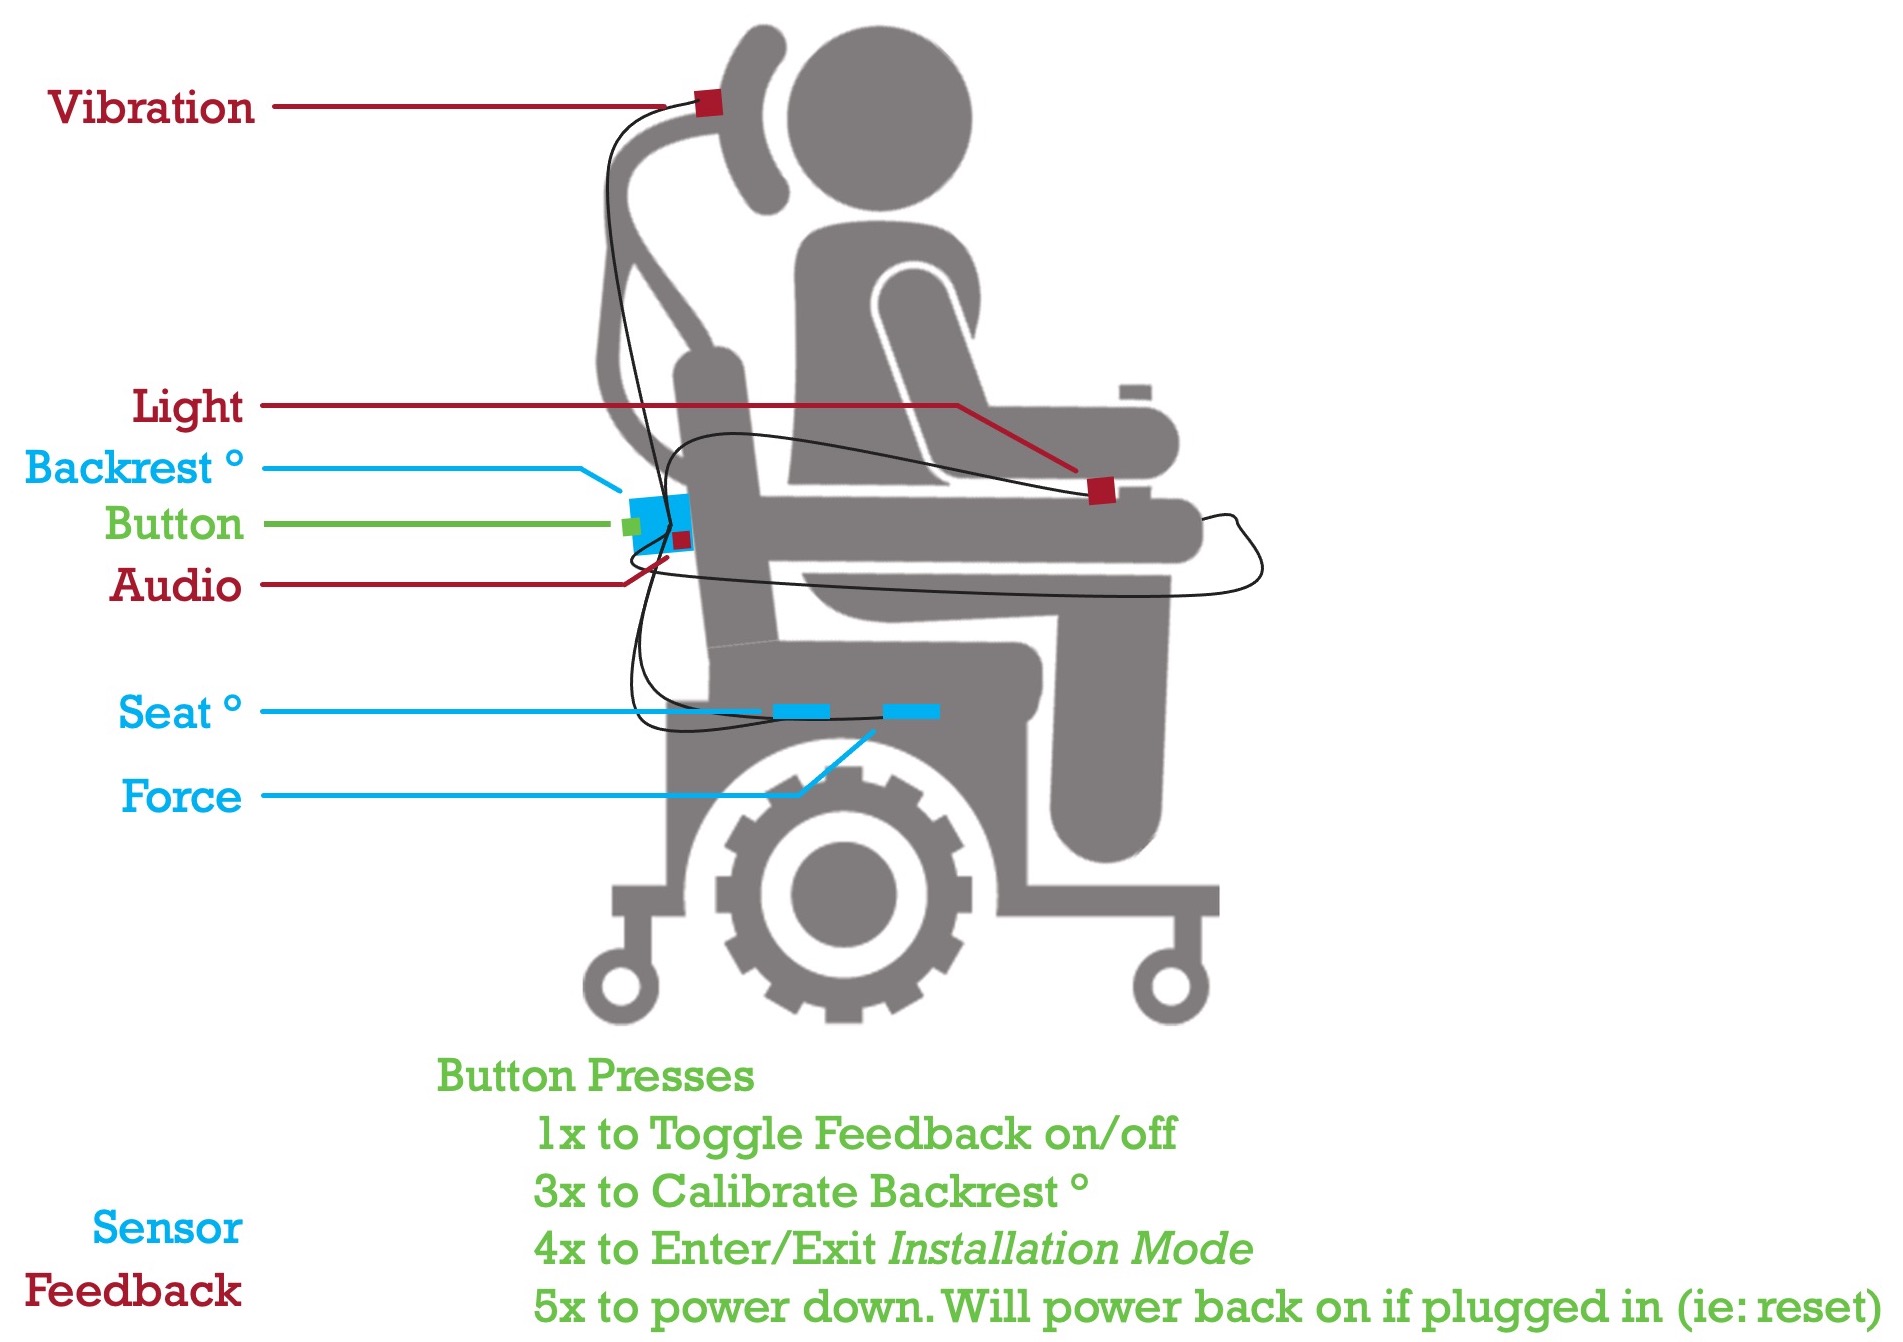 Vibration
Light
Backrest °
Button
Audio
Seat °
Force
Button Presses
1x to Toggle Feedback on/off
3x to Calibrate Backrest °
4x to Enter/Exit Installation Mode
5x to power down. Will power back on if plugged in (ie: reset)
Sensor
Feedback